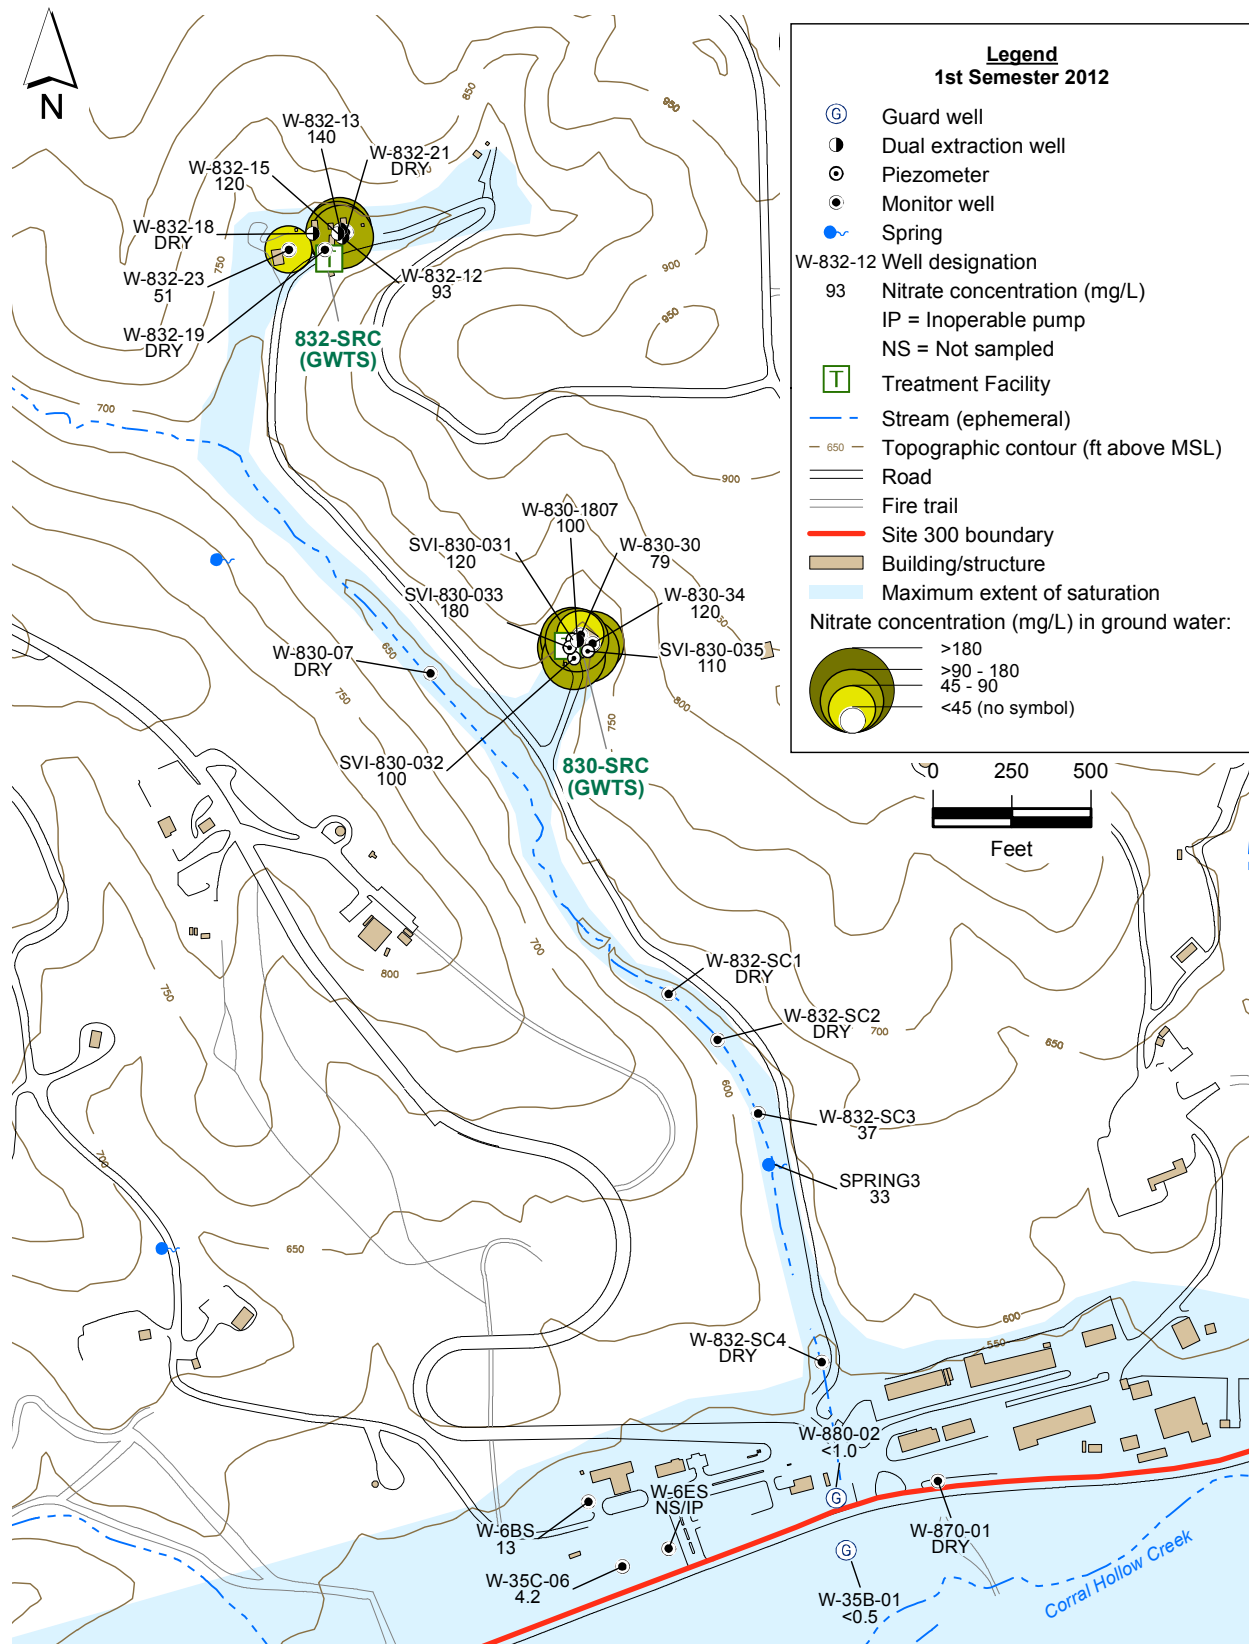 N
Legend
1st Semester 2012
Guard well
Dual extraction well
Piezometer
Monitor well
Spring
W-832-12 Well designation
93 Nitrate concentration (mg/L)
IP = Inoperable pump
NS = Not sampled
T Treatment Facility
Stream (ephemeral)
650 Topographic contour (ft above MSL)
Road
Fire trail
Site 300 boundary
Building/structure
Maximum extent of saturation
Nitrate concentration (mg/L) in ground water:
>180
>90 - 180
45 - 90
<45 (no symbol)
G
0 250 500
Feet
850
950
950
W-832-13
140
W-832-21
DRY
W-832-15
120
W-832-18
DRY
750
W-832-23
51
W-832-12
93
900
950
W-832-19
DRY
832-SRC
(GWTS)
T
700
900
W-830-1807
100
SVI-830-031
120
W-830-30
79
SVI-830-033
180
W-830-34
120
650
W-830-07
DRY
SVI-830-035
110
750
800
750
SVI-830-032
100
830-SRC
(GWTS)
700
800
750
W-832-SC1
DRY
W-832-SC2
DRY
700
650
600
W-832-SC3
37
700
SPRING3
33
650
600
550
W-832-SC4
DRY
W-880-02
<1.0
G
W-6ES
NS/IP
W-6BS
13
W-870-01
DRY
G
W-35C-06
4.2
W-35B-01
<0.5
Corral Hollow Creek